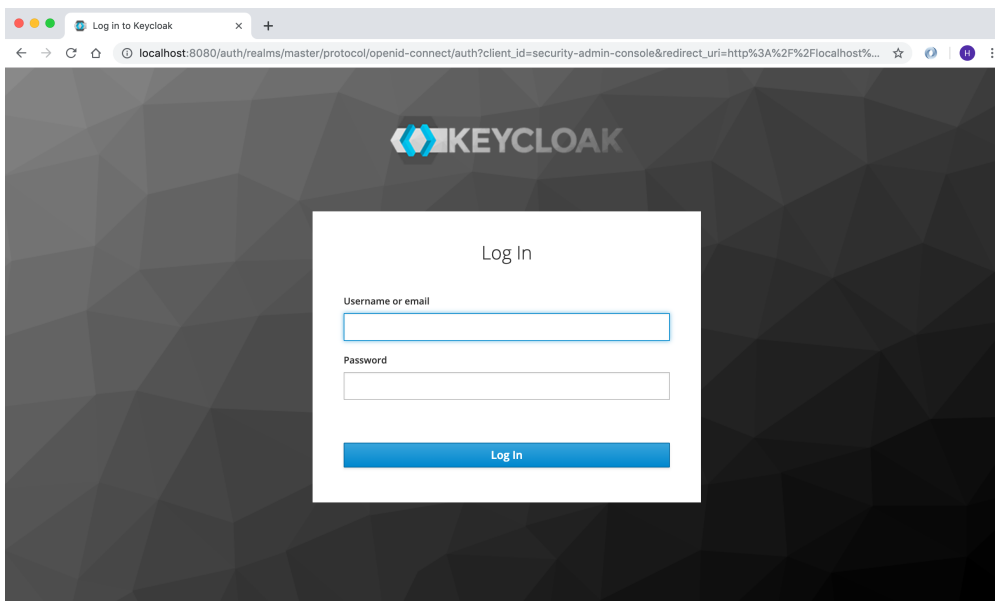 Log in to Keycloak
localhost:8080/auth/realms/master/protocol/openid-connect/auth?client_id=security-admin-console&redirect_uri=http%3A%2F%2Flocalhost%...
H
KEYCLOAK
Log In
Username or email
Password
Log In